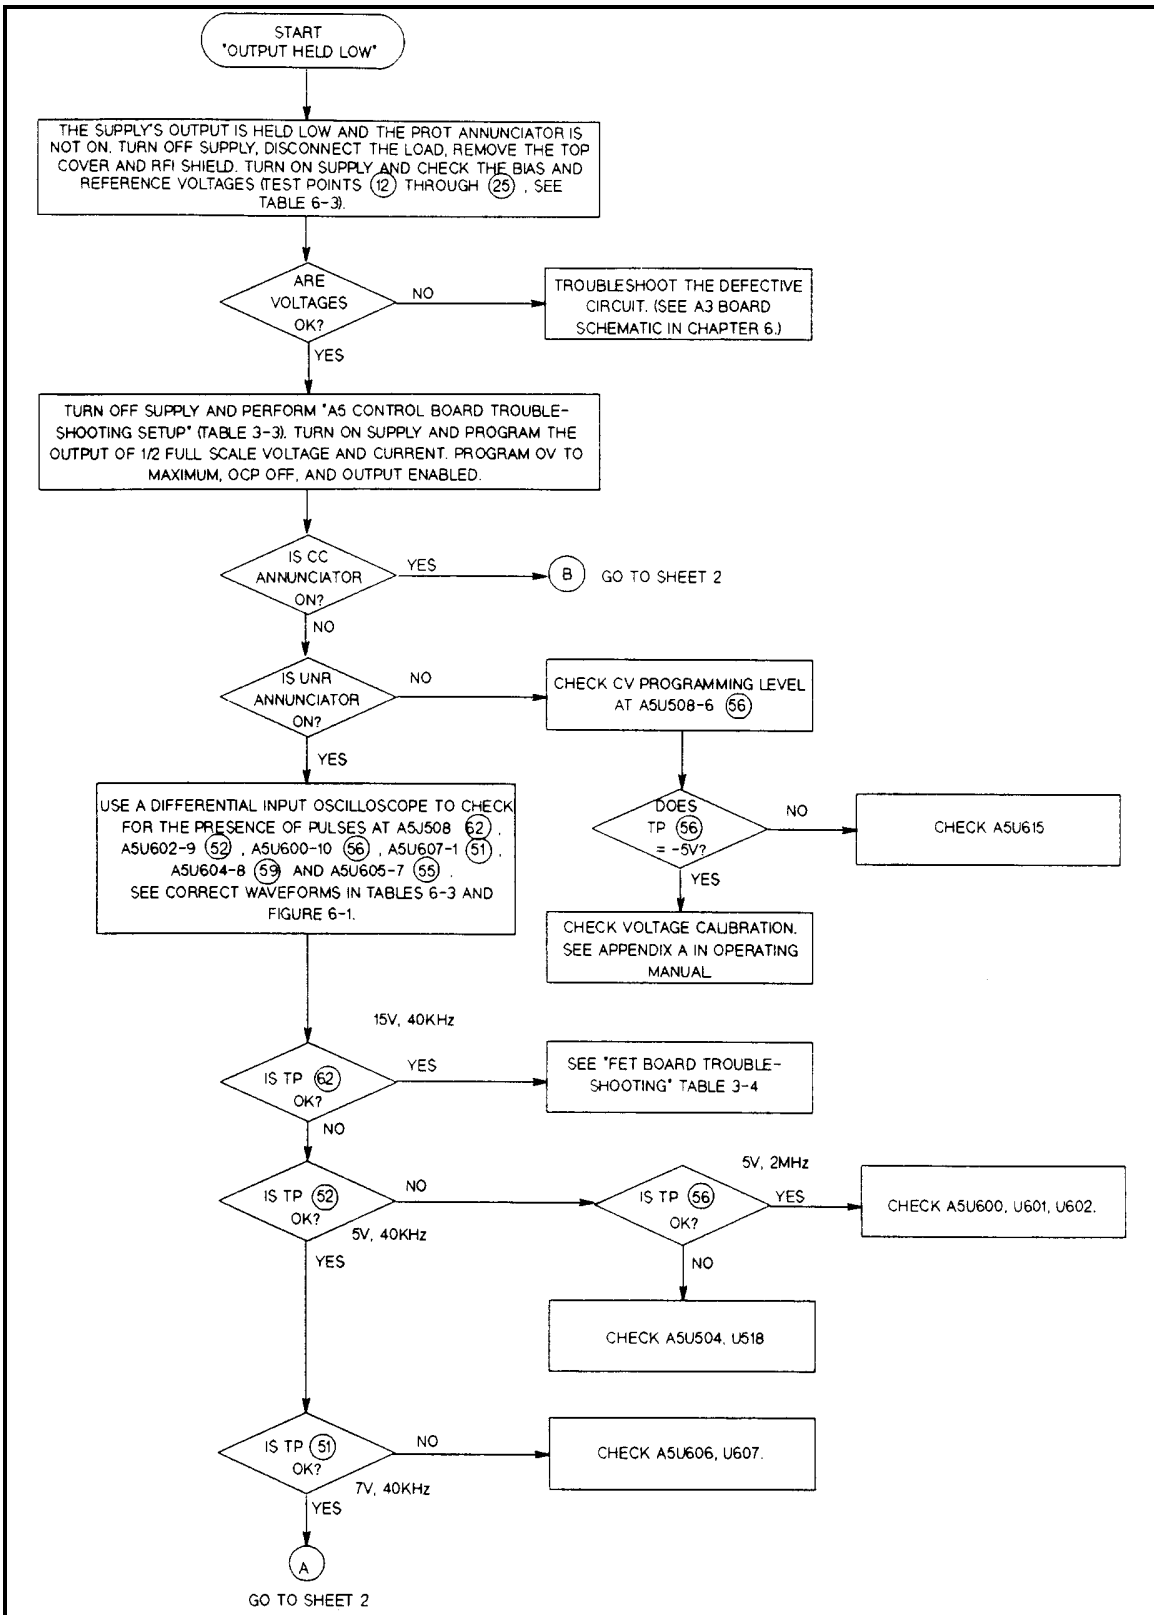 START
"OUTPUT HELD LOW"
THE SUPPLY'S OUTPUT IS HELD LOW AND THE PROT ANNUNCIATOR IS
NOT ON. TURN OFF SUPPLY, DISCONNECT THE LOAD, REMOVE THE TOP
COVER AND RFI SHIELD. TURN ON SUPPLY AND CHECK THE BIAS AND
REFERENCE VOLTAGES (TEST POINTS 12 THROUGH 25 , SEE
TABLE 6-3).
ARE
VOLTAGES
OK?
NO
TROUBLESHOOT THE DEFECTIVE
CIRCUIT. (SEE A3 BOARD
SCHEMATIC IN CHAPTER 6.)
YES
TURN OFF SUPPLY AND PERFORM "A5 CONTROL BOARD TROUBLE-
SHOOTING SETUP" (TABLE 3-3). TURN ON SUPPLY AND PROGRAM THE
OUTPUT OF 1/2 FULL SCALE VOLTAGE AND CURRENT. PROGRAM OV TO
MAXIMUM, OCP OFF, AND OUTPUT ENABLED.
IS CC
ANNUNCIATOR
ON?
YES
B GO TO SHEET 2
NO
IS UNR
ANNUNCIATOR
ON?
NO
CHECK CV PROGRAMMING LEVEL
AT A5U508-6 56
YES
DOES
TP 56
= -5V?
NO
CHECK A5U615
YES
CHECK VOLTAGE CALIBRATION.
SEE APPENDIX A IN OPERATING
MANUAL
USE A DIFFERENTIAL INPUT OSCILLOSCOPE TO CHECK
FOR THE PRESENCE OF PULSES AT A5J508 62 ,
A5U602-9 52 , A5U600-10 56 , A5U607-1 51 ,
A5U604-8 59 AND A5U605-7 55 .
SEE CORRECT WAVEFORMS IN TABLES 6-3 AND
FIGURE 6-1.
15V, 40KHz
IS TP 62
OK?
YES
SEE "FET BOARD TROUBLE-
SHOOTING" TABLE 3-4
NO
IS TP 52
OK?
5V, 40KHz
NO
IS TP 56
OK?
5V, 2MHz
YES
CHECK A5U600, U601, U602.
NO
CHECK A5U504, U518
YES
IS TP 51
OK?
7V, 40KHz
NO
CHECK A5U606, U607.
YES
A
GO TO SHEET 2